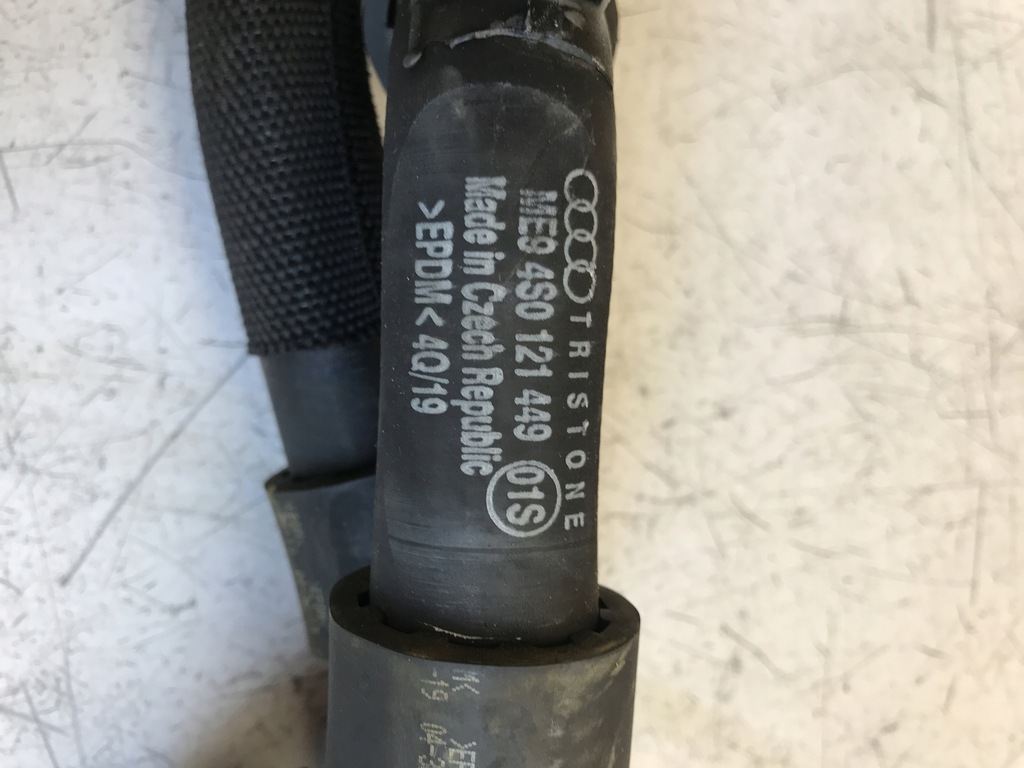 TRISTONE
ME9 4S0 121 449 01S
Made in Czech Republic
>EPDM< 4Q/19